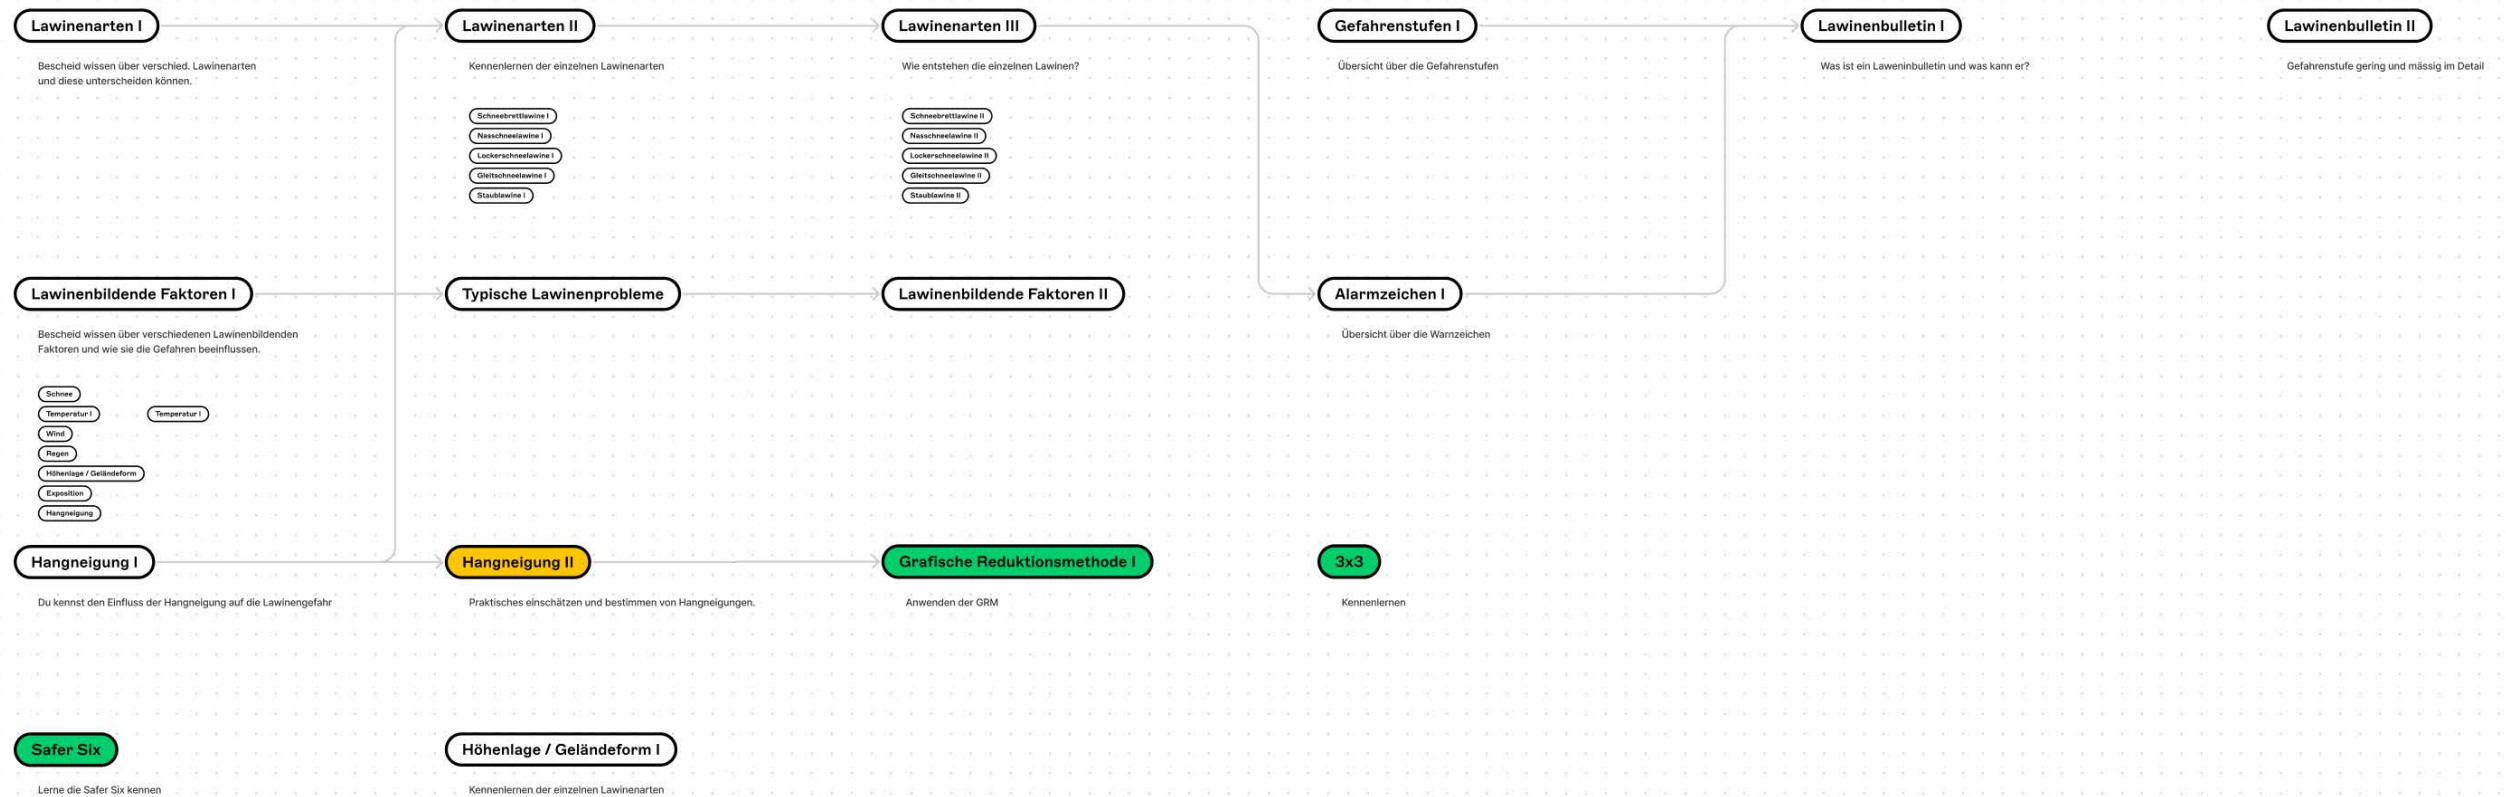 Lawinenarten I
Lawinenarten II
Lawinenarten III
Gefahrenstufen I
Lawinenbulletin I
Lawinenbulletin II
Bescheid wissen über verschied. Lawinenarten
und diese unterscheiden können.
Kennenlernen der einzelnen Lawinenarten
Wie entstehen die einzelnen Lawinen?
Übersicht über die Gefahrenstufen
Was ist ein Laweninbulletin und was kann er?
Gefahrenstufe gering und mässig im Detail
Schneebrettlawine I
Nasschneelawine I
Lockerschneelawine I
Gleitschneelawine I
Staublawine I
Schneebrettlawine II
Nasschneelawine II
Lockerschneelawine II
Gleitschneelawine II
Staublawine II
Lawinenbildende Faktoren I
Typische Lawinenprobleme
Lawinenbildende Faktoren II
Alarmzeichen I
Bescheid wissen über verschiedenen Lawinenbildenden
Faktoren und wie sie die Gefahren beeinflussen.
Übersicht über die Warnzeichen
Schnee
Temperatur I
Temperatur I
Wind
Regen
Höhenlage / Geländeform
Exposition
Hangneigung
Hangneigung I
Hangneigung II
Grafische Reduktionsmethode I
3x3
Du kennst den Einfluss der Hangneigung auf die Lawinengefahr
Praktisches einschätzen und bestimmen von Hangneigungen.
Anwenden der GRM
Kennenlernen
Safer Six
Höhenlage / Geländeform I
Lerne die Safer Six kennen
Kennenlernen der einzelnen Lawinenarten